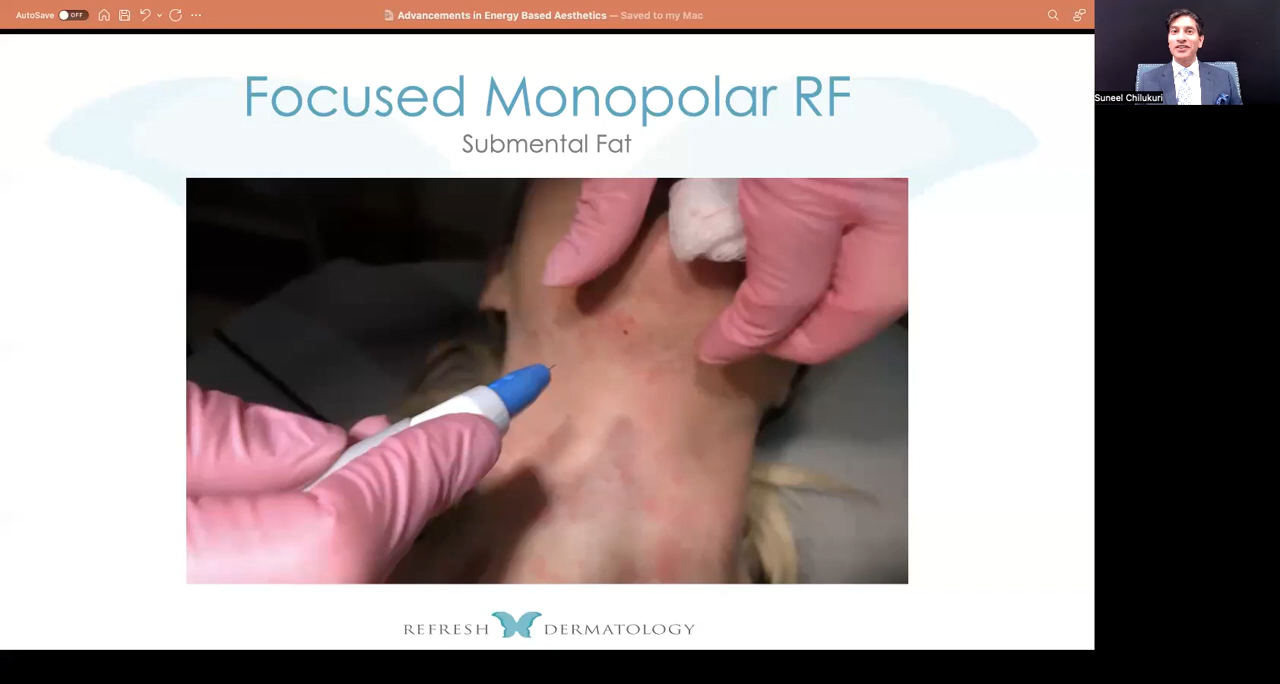 AutoSave OFF
Advancements in Energy Based Aesthetics — Saved to my Mac
Suneel Chilukuri
Focused Monopolar RF
Submental Fat
REFRESH DERMATOLOGY